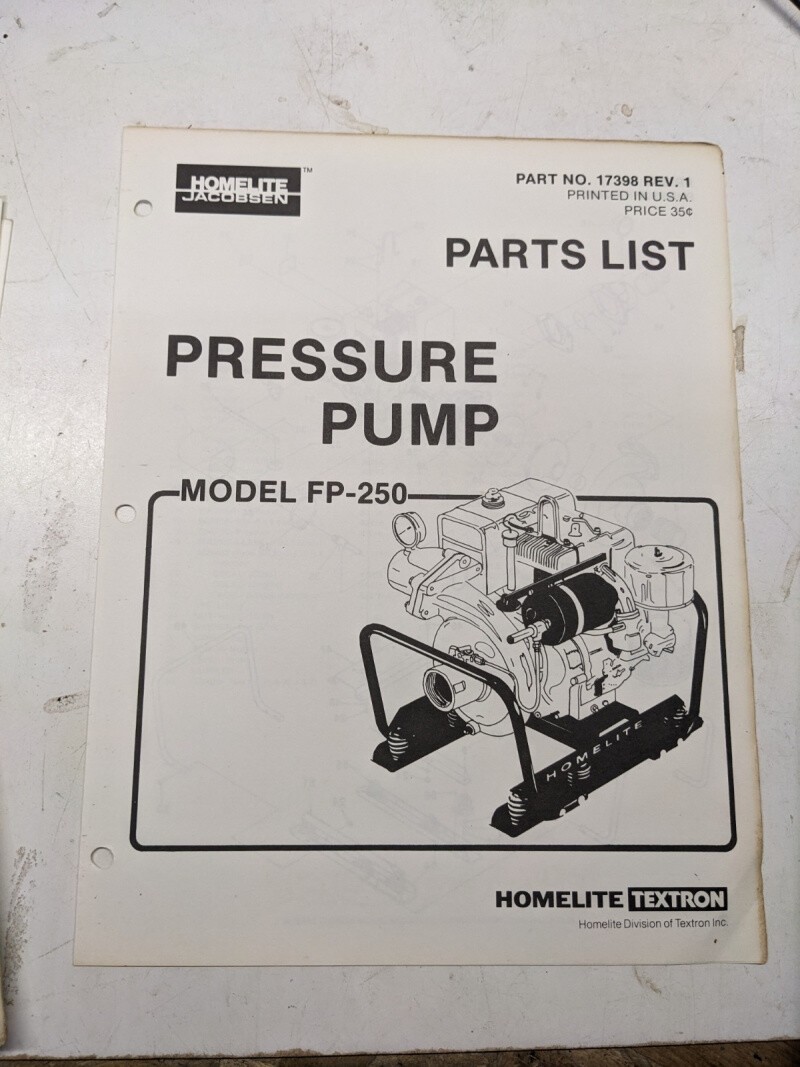 HOMELITE
JACOBSEN
TM
PART NO. 17398 REV. 1
PRINTED IN U.S.A.
PRICE 35¢
PARTS LIST
PRESSURE
PUMP
MODEL FP-250
HOMELITE
HOMELITE TEXTRON
Homelite Division of Textron Inc.